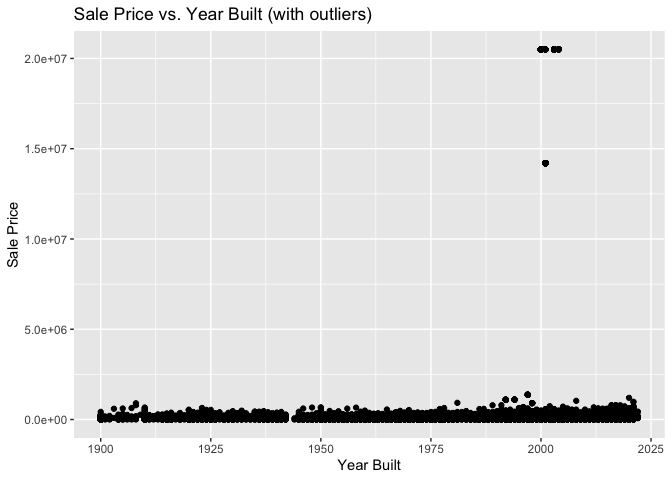 Sale Price vs. Year Built (with outliers)
2.0e+07
1.5e+07
1.0e+07
5.0e+06
0.0e+00
Sale Price
1900 1925 1950 1975 2000 2025
Year Built